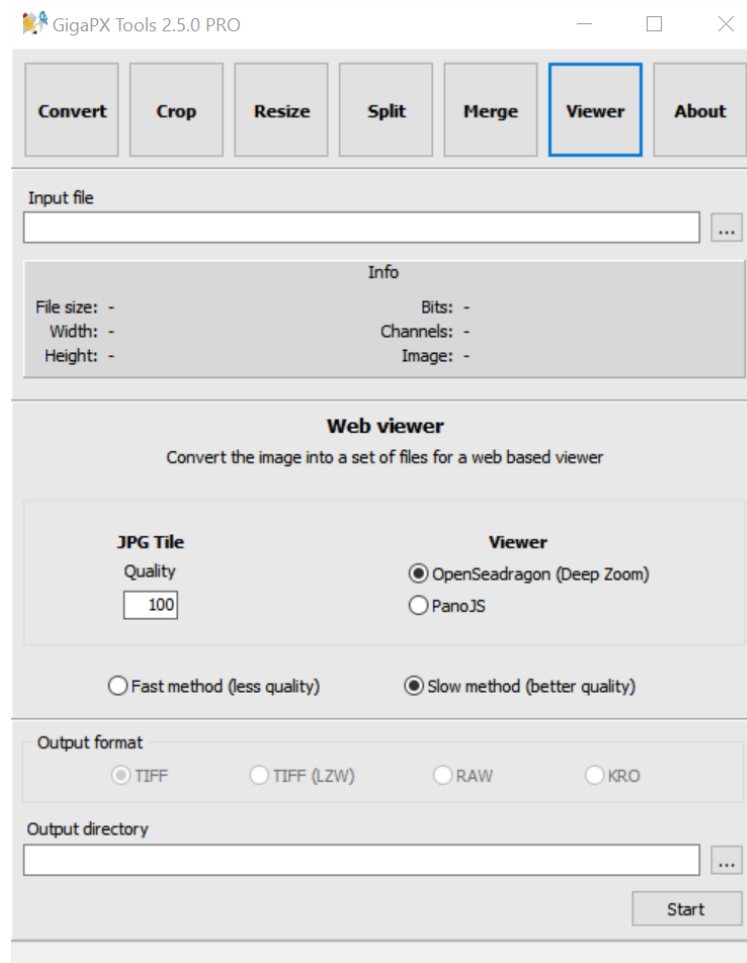 GigaPX Tools 2.5.0 PRO
Convert Crop Resize Split Merge Viewer About
Input file
...
Info
File size: - Bits: -
Width: - Channels: -
Height: - Image: -
Web viewer
Convert the image into a set of files for a web based viewer
JPG Tile Viewer
Quality OpenSeadragon (Deep Zoom)
100 PanoJS
Fast method (less quality) Slow method (better quality)
Output format
TIFF TIFF (LZW) RAW KRO
Output directory
...
Start